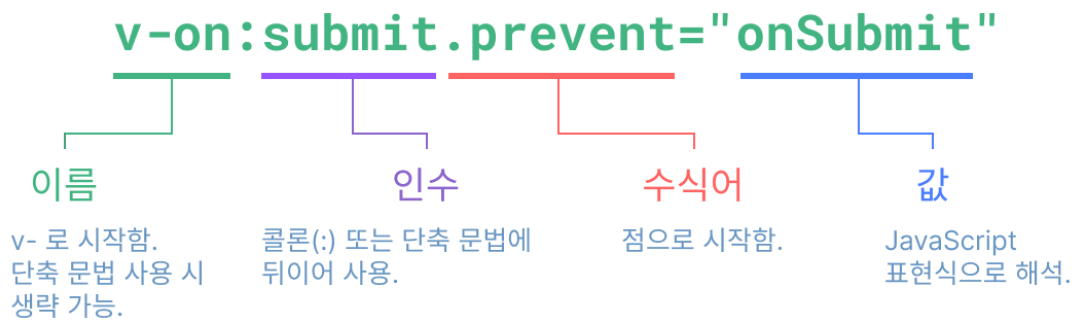 v-on:submit.prevent="onSubmit"
이름
인수
수식어
값
v- 로 시작함.
단축 문법 사용 시
생략 가능.
콜론(:) 또는 단축 문법에
뒤이어 사용.
점으로 시작함.
JavaScript
표현식으로 해석.